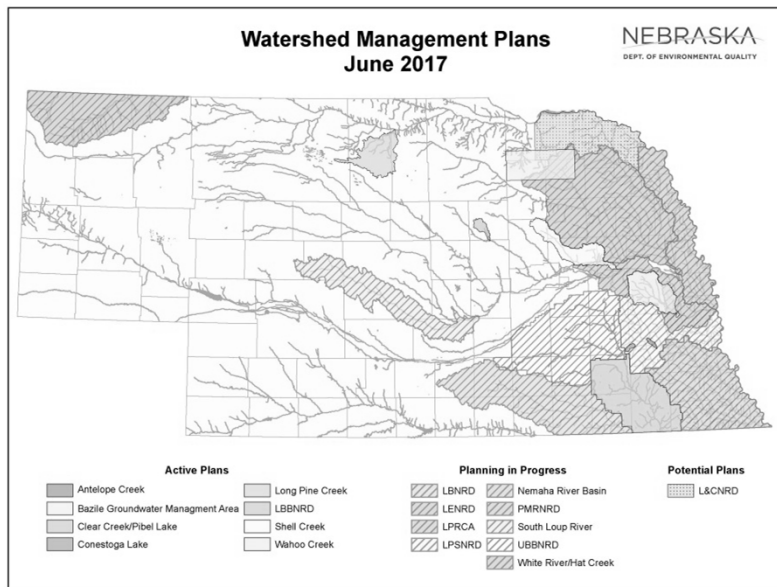 Watershed Management Plans
June 2017
NEBRASKA
DEPT. OF ENVIRONMENTAL QUALITY
Active Plans
Antelope Creek
Bazile Groundwater Managment Area
Clear Creek/Pibel Lake
Conestoga Lake
Long Pine Creek
LBBNRD
Shell Creek
Wahoo Creek
Planning in Progress
LBNRD
LENRD
LPRCA
LPSNRD
Nemaha River Basin
PMRNRD
South Loup River
UBBNRD
White River/Hat Creek
Potential Plans
L&CNRD